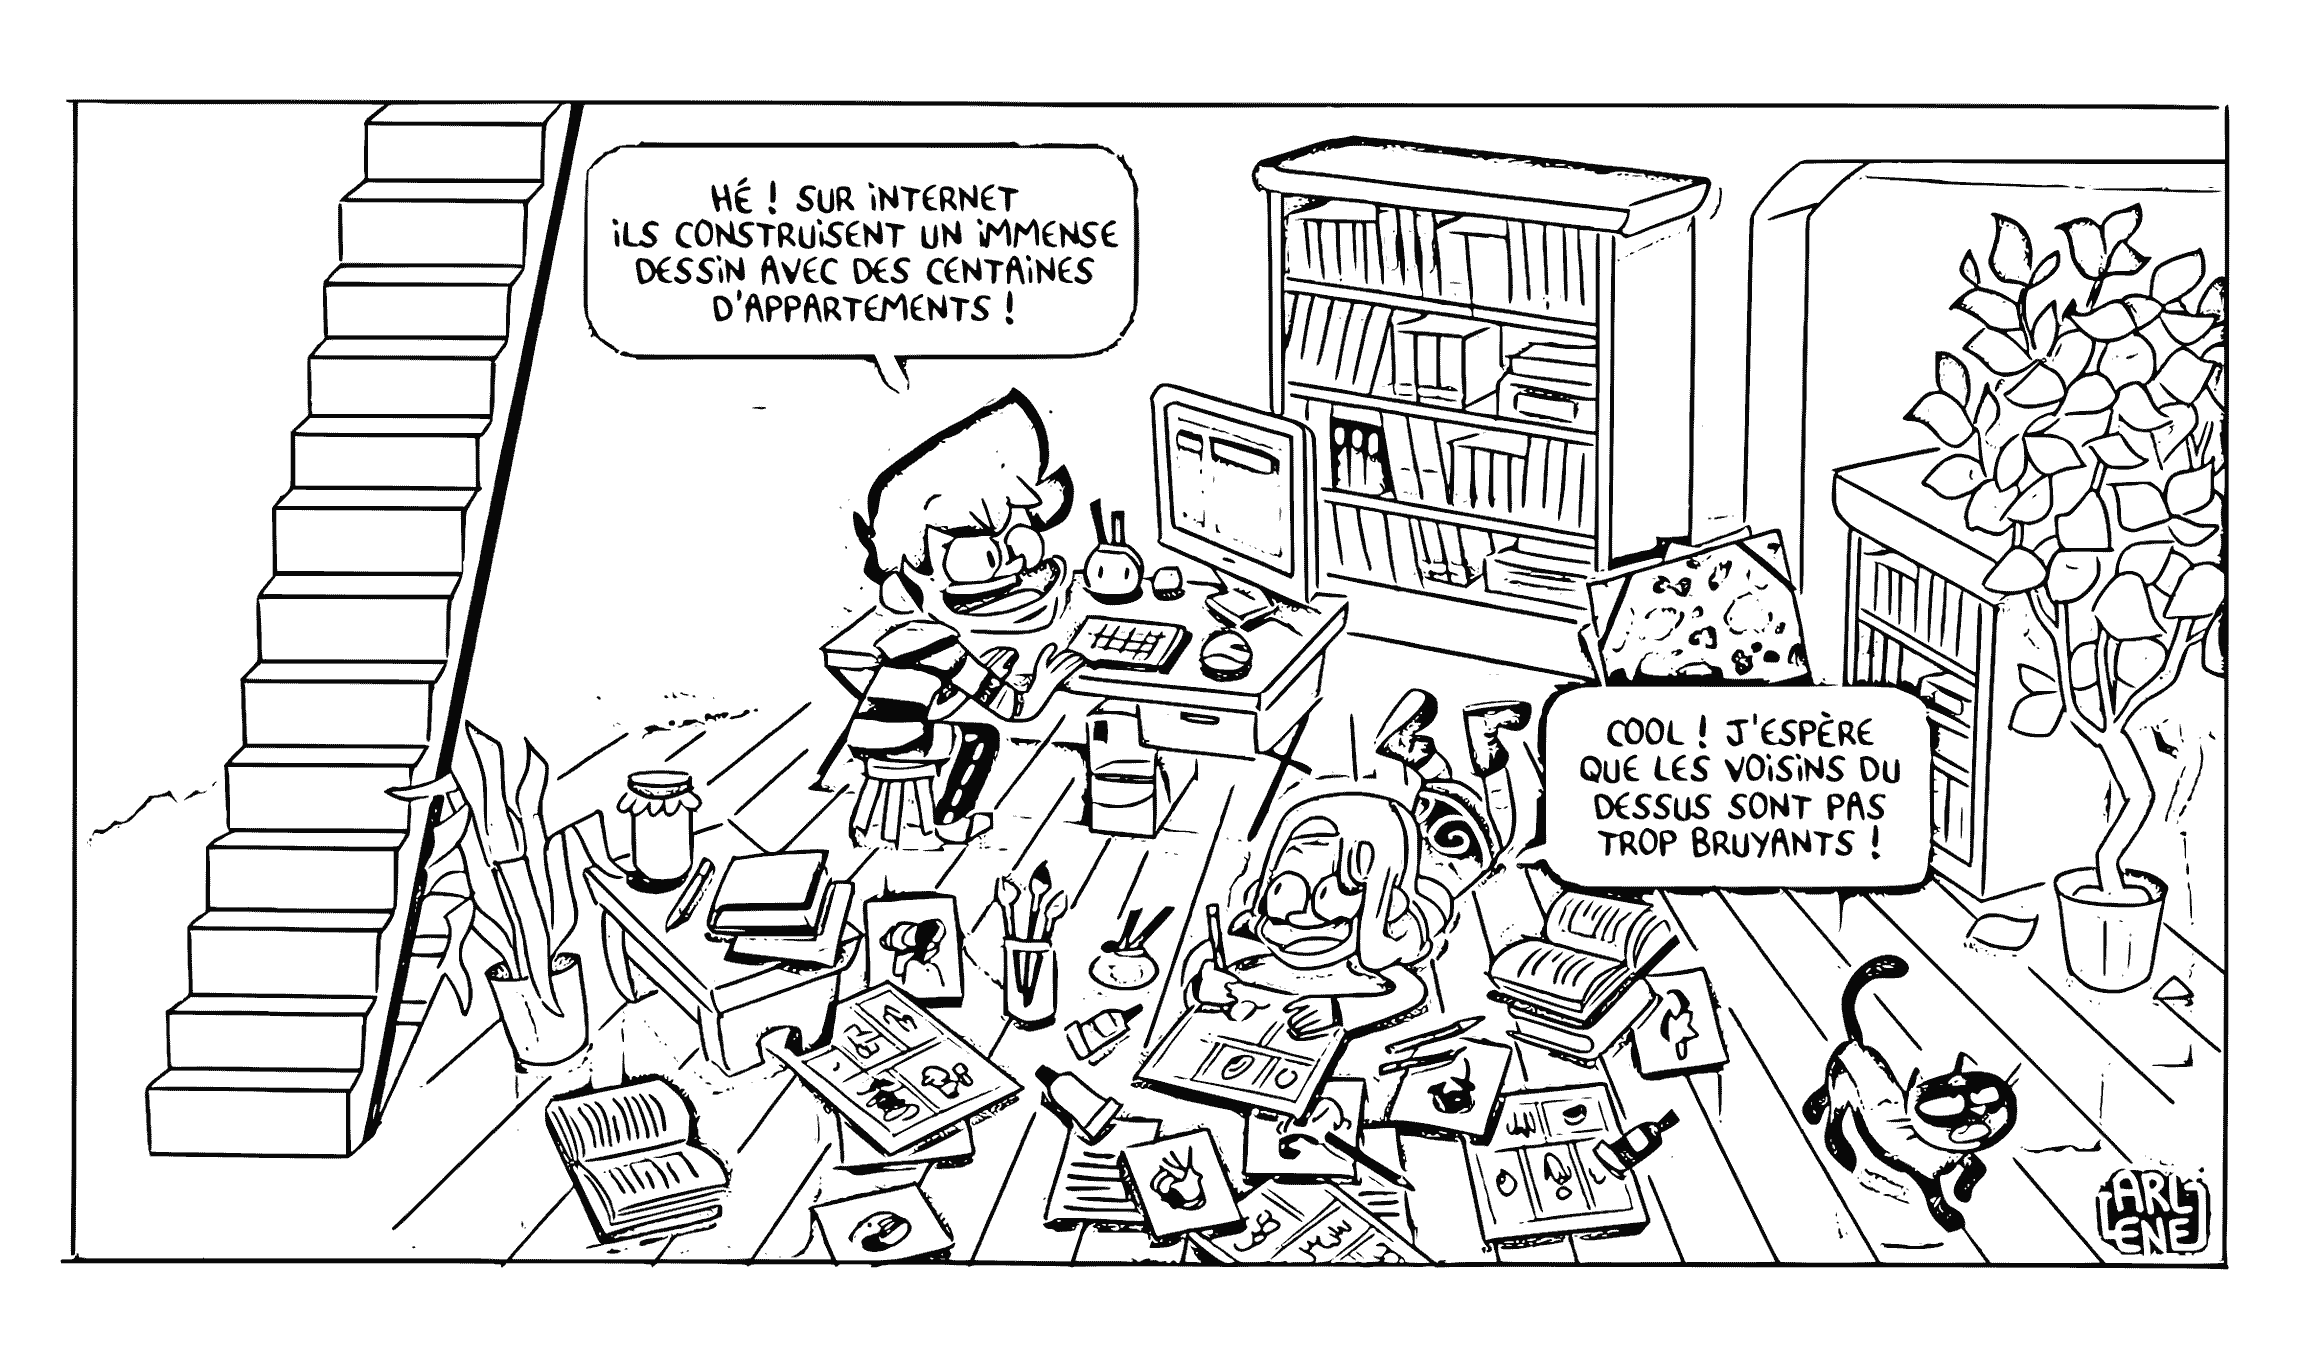 HÉ ! SUR iNTERNET
iLS CONSTRUiSENT UN iMMENSE
DESSiN AVEC DES CENTAiNES
D'APPARTEMENTS !
COOL ! J'ESPÈRE
QUE LES VOiSiNS DU
DESSUS SONT PAS
TROP BRUYANTS !
ARL
ENE